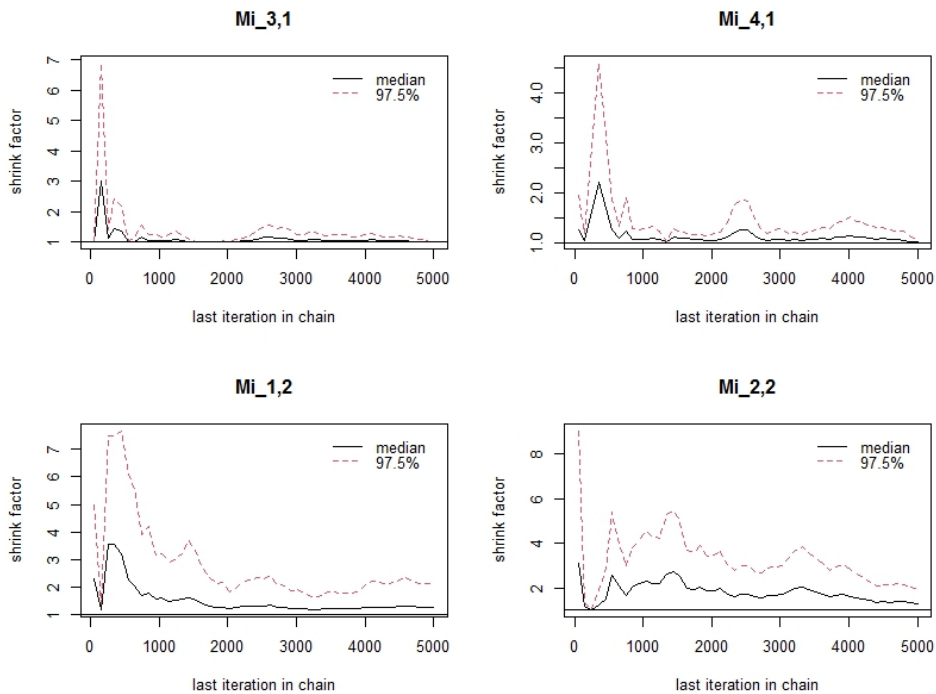 Mi_3,1
shrink factor
1 2 3 4 5 6 7
median
97.5%
0 1000 2000 3000 4000 5000
last iteration in chain
Mi_4,1
shrink factor
1.0 2.0 3.0 4.0
median
97.5%
0 1000 2000 3000 4000 5000
last iteration in chain
Mi_1,2
shrink factor
1 2 3 4 5 6 7
median
97.5%
0 1000 2000 3000 4000 5000
last iteration in chain
Mi_2,2
shrink factor
2 4 6 8
median
97.5%
0 1000 2000 3000 4000 5000
last iteration in chain